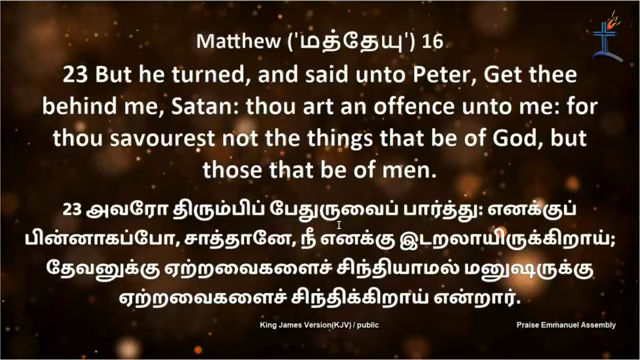 Matthew ('மத்தேயு') 16
23 But he turned, and said unto Peter, Get thee
behind me, Satan: thou art an offence unto me: for
thou savourest not the things that be of God, but
those that be of men.
23 அவரோ திரும்பிப் பேதுருவைப் பார்த்து: எனக்குப்
பின்னாகப்போ, சாத்தானே, நீ எனக்கு இடறலாயிருக்கிறாய்;
தேவனுக்கு ஏற்றவைகளைச் சிந்தியாமல் மனுஷருக்கு
ஏற்றவைகளைச் சிந்திக்கிறாய் என்றார்.
King James Version(KJV) / public
Praise Emmanuel Assembly